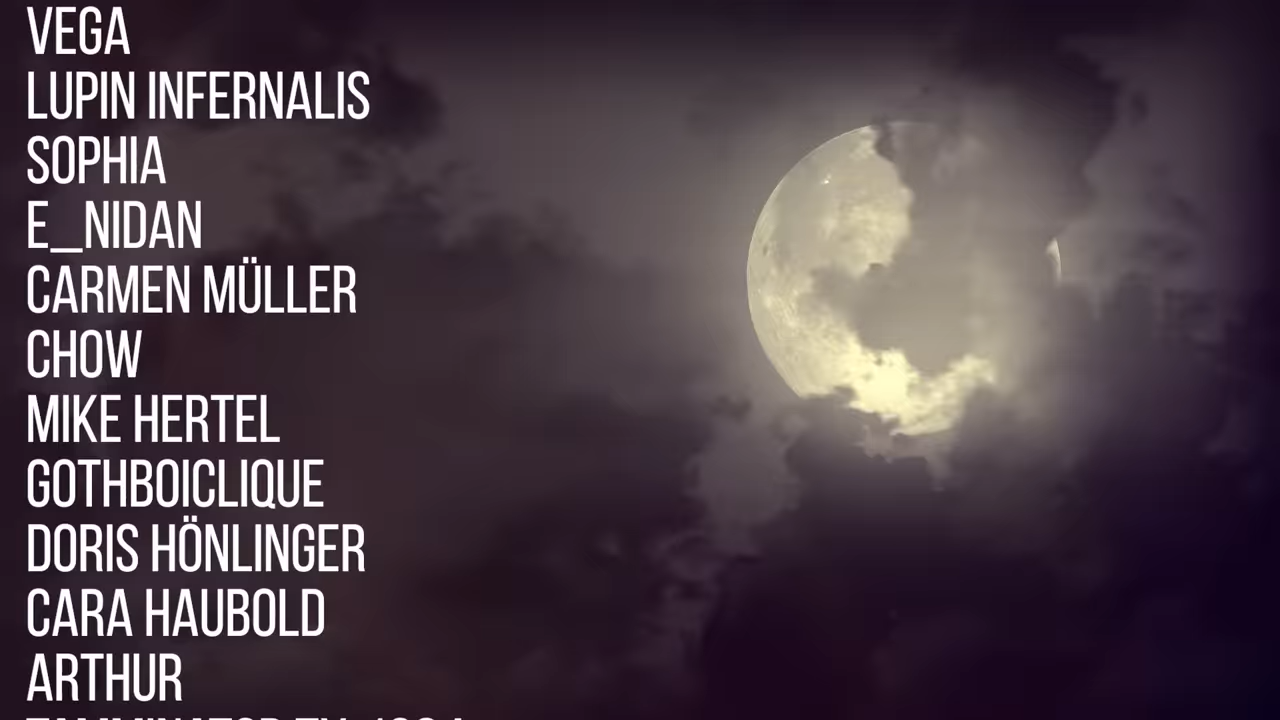 VEGA
LUPIN INFERNALIS
SOPHIA
E_NIDAN
CARMEN MÜLLER
CHOW
MIKE HERTEL
GOTHBOICLIQUE
DORIS HÖNLINGER
CARA HAUBOLD
ARTHUR